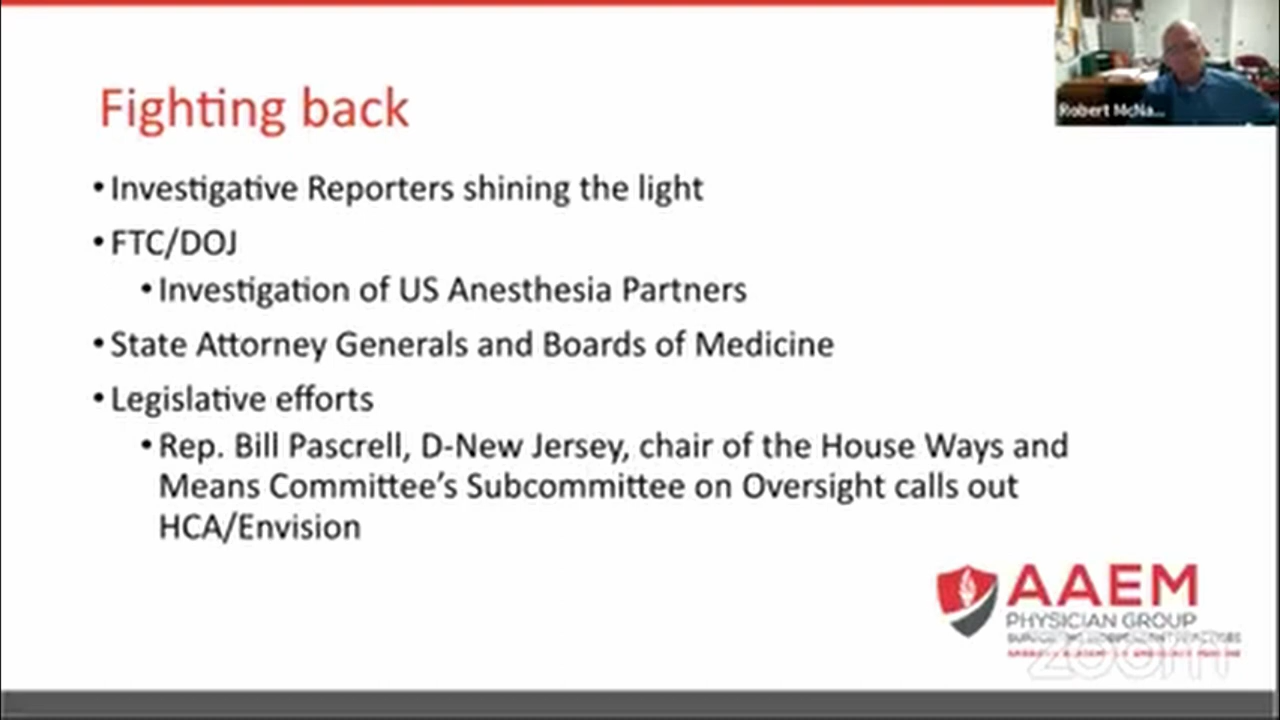 Fighting back
Robert McNa...
• Investigative Reporters shining the light
• FTC/DOJ
• Investigation of US Anesthesia Partners
• State Attorney Generals and Boards of Medicine
• Legislative efforts
• Rep. Bill Pascrell, D-New Jersey, chair of the House Ways and
Means Committee's Subcommittee on Oversight calls out
HCA/Envision
AAEM
PHYSICIAN GROUP
zoom